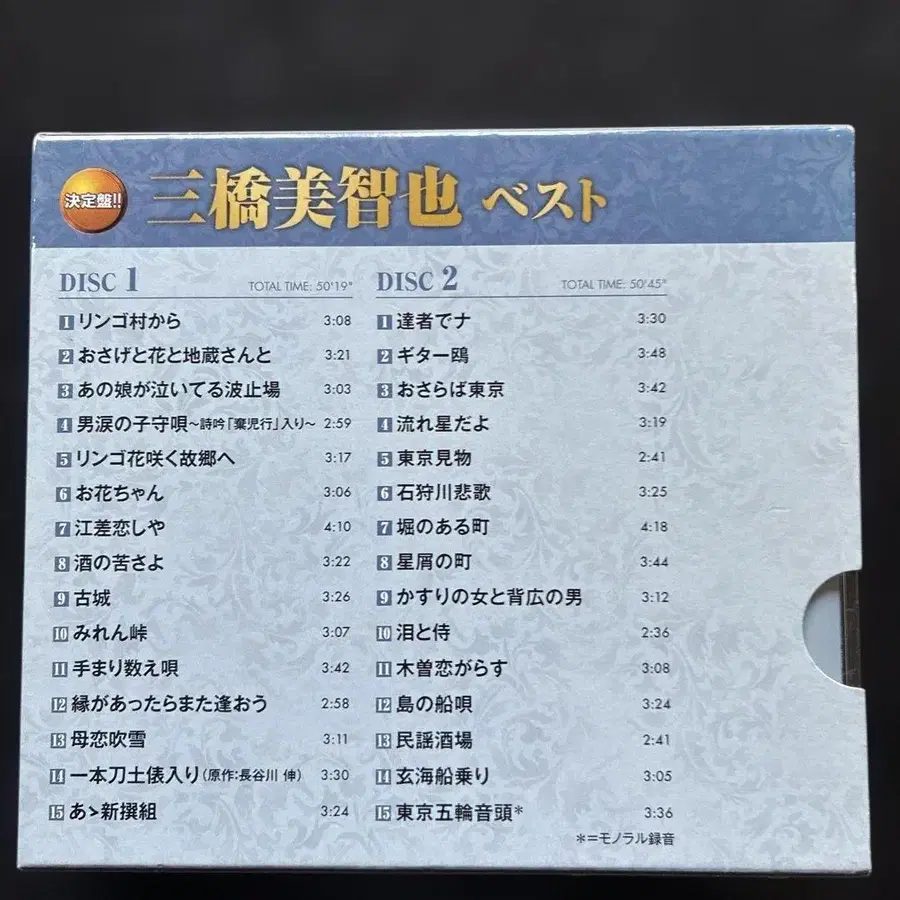 決定盤!! 三橋美智也 ベスト
DISC 1 TOTAL TIME: 50'19"
1 リンゴ村から 3:08
2 おさげと花と地蔵さんと 3:21
3 あの娘が泣いてる波止場 3:03
4 男涙の子守唄~詩吟「棄児行」入り~ 2:59
5 リンゴ花咲く故郷へ 3:17
6 お花ちゃん 3:06
7 江差恋しや 4:10
8 酒の苦さよ 3:22
9 古城 3:26
10 みれん峠 3:07
11 手まり数え唄 3:42
12 縁があったらまた逢おう 2:58
13 母恋吹雪 3:11
14 一本刀土俵入り(原作:長谷川 伸) 3:30
15 あゝ新撰組 3:24
DISC 2 TOTAL TIME: 50'45"
1 達者でナ 3:30
2 ギター鴎 3:48
3 おさらば東京 3:42
4 流れ星だよ 3:19
5 東京見物 2:41
6 石狩川悲歌 3:25
7 堀のある町 4:18
8 星屑の町 3:44
9 かすりの女と背広の男 3:12
10 泪と侍 2:36
11 木曽恋がらす 3:08
12 島の船唄 3:24
13 民謡酒場 2:41
14 玄海船乗り 3:05
15 東京五輪音頭* 3:36
*=モノラル録音